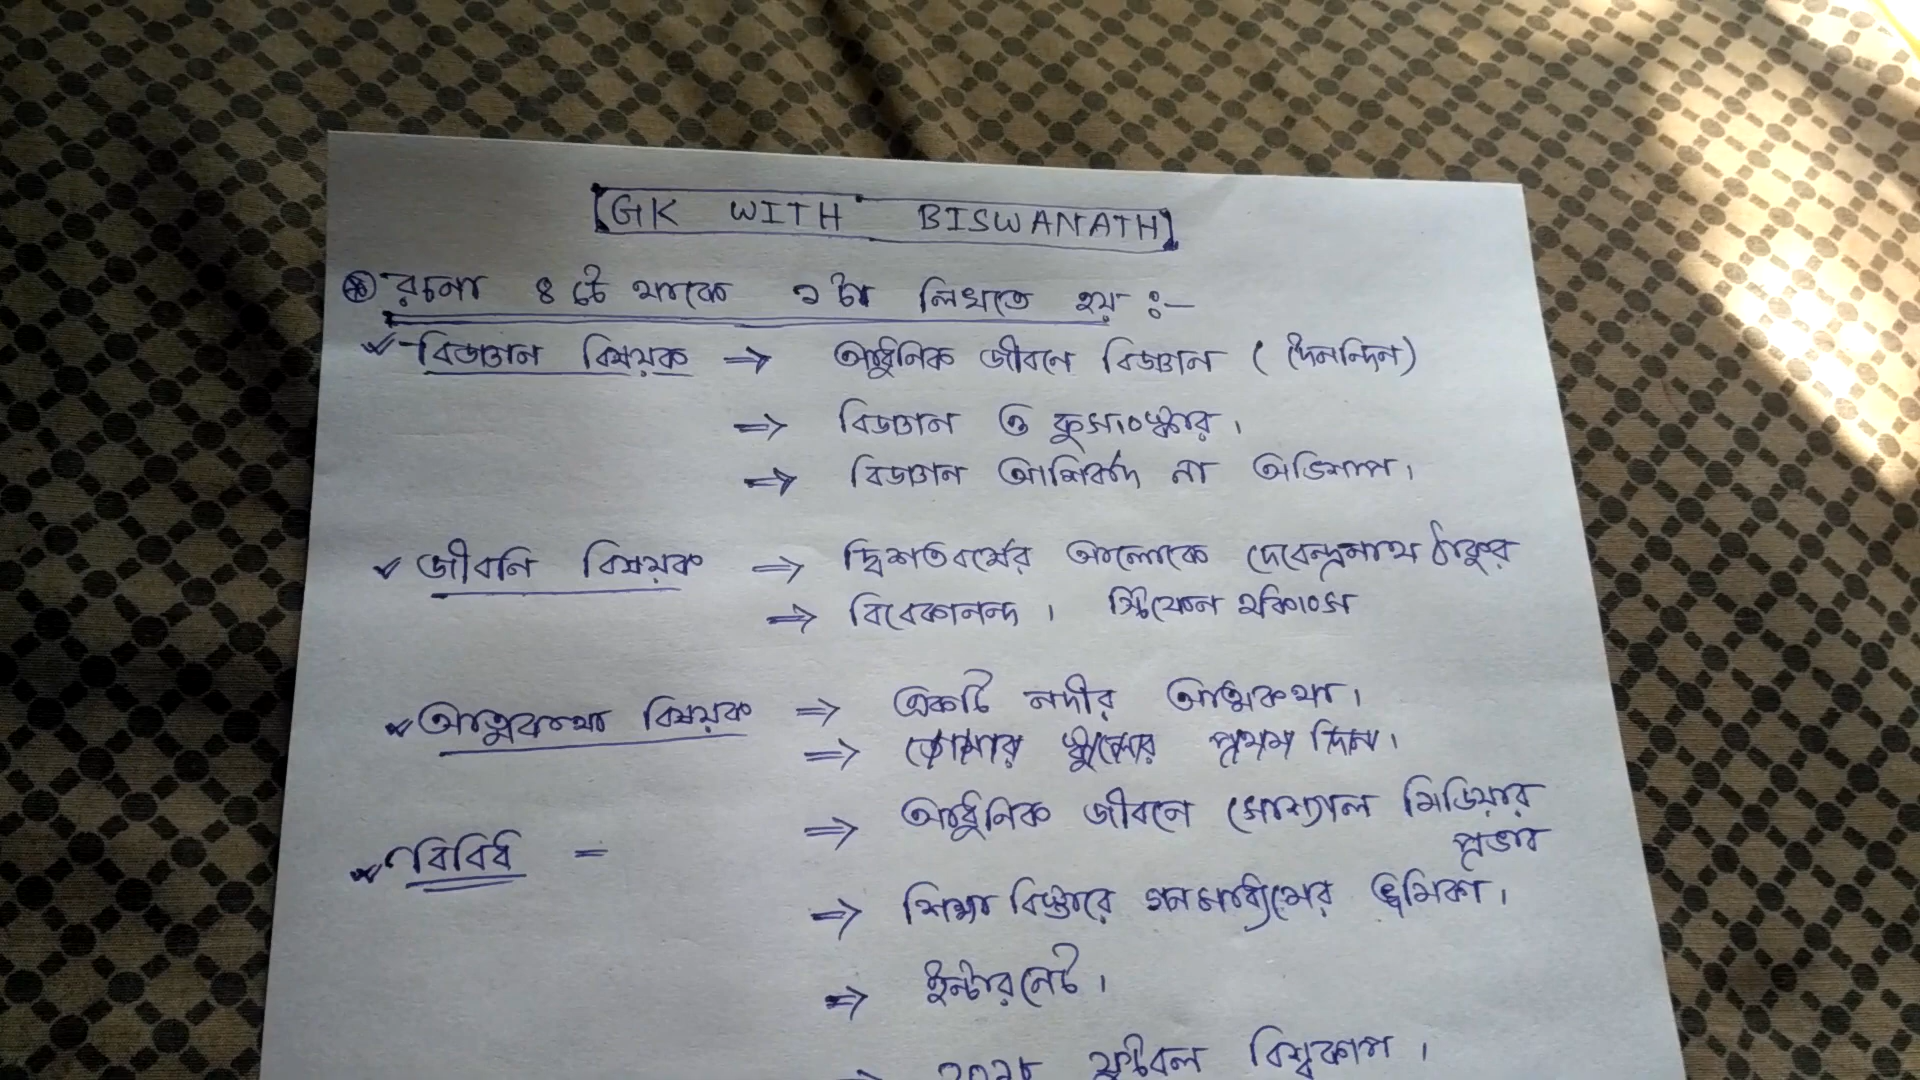 GK WITH BISWANATH
রচনা ৪টে থাকে ১টা লিখতে হয় :-
বিজ্ঞান বিষয়ক ⇒ আধুনিক জীবনে বিজ্ঞান (দৈনন্দিন)
⇒ বিজ্ঞান ও কুসংস্কার।
⇒ বিজ্ঞান আশির্বাদ না অভিশাপ।
জীবনি বিষয়ক ⇒ দ্বিশতবর্ষের আলোকে দেবেন্দ্রনাথ ঠাকুর
⇒ বিবেকানন্দ। স্টিফেন হকিংস
আত্মকথা বিষয়ক ⇒ একটি নদীর আত্মকথা।
⇒ তোমার স্কুলের প্রথম দিন।
⇒ আধুনিক জীবনে সোশ্যাল মিডিয়ার
প্রভাব
বিবিধ =
⇒ শিক্ষা বিস্তারে গনমাধ্যমের ভূমিকা।
⇒ ইন্টারনেট।
⇒ ২০১৮ ফুটবল বিশ্বকাপ।